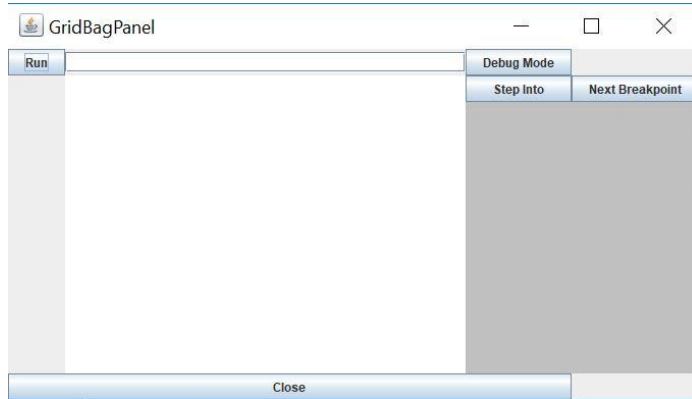 GridBagPanel
Run Debug Mode
Step Into Next Breakpoint
Close